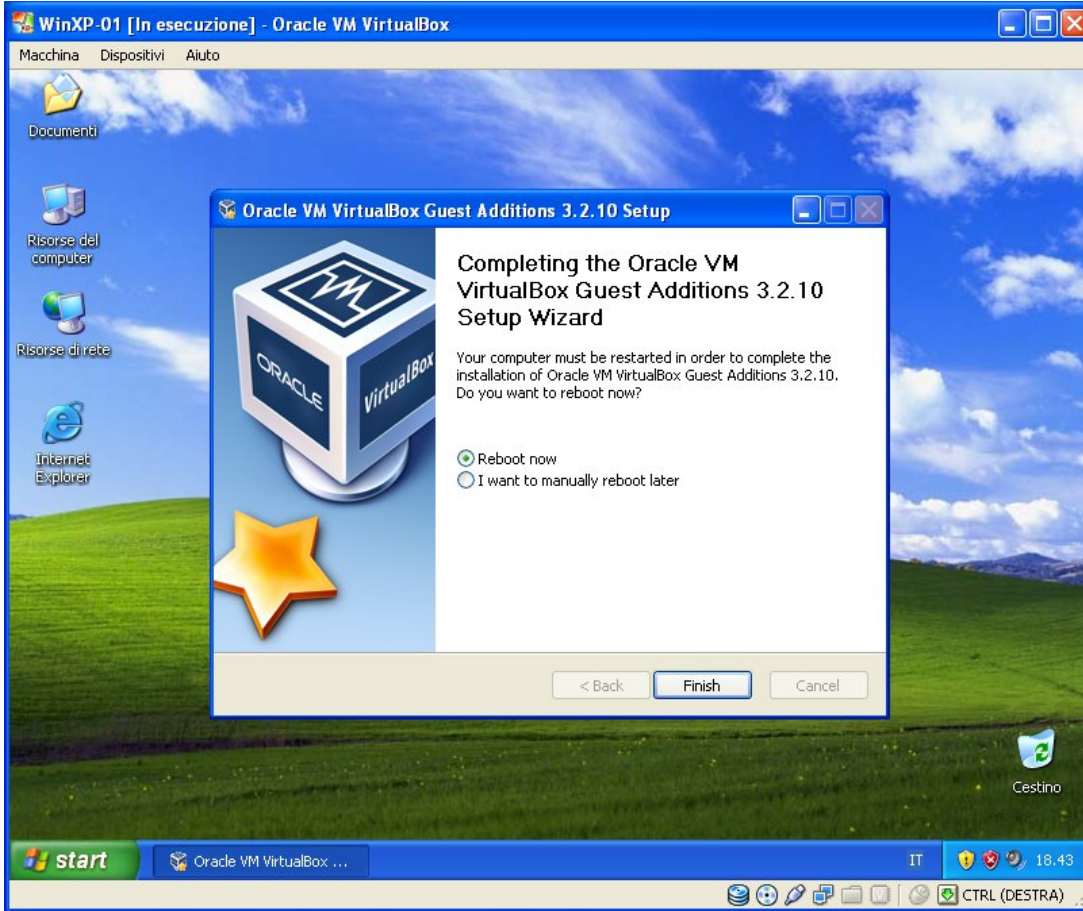 WinXP-01 [In esecuzione] - Oracle VM VirtualBox
Macchina Dispositivi Aiuto
Documenti
Risorse del
computer
Risorse di rete
Internet
Explorer
Oracle VM VirtualBox Guest Additions 3.2.10 Setup
ORACLE
VirtualBox
Completing the Oracle VM
VirtualBox Guest Additions 3.2.10
Setup Wizard
Your computer must be restarted in order to complete the
installation of Oracle VM VirtualBox Guest Additions 3.2.10.
Do you want to reboot now?
Reboot now
I want to manually reboot later
< Back Finish Cancel
Cestino
start Oracle VM VirtualBox ... IT 18.43
CTRL (DESTRA)